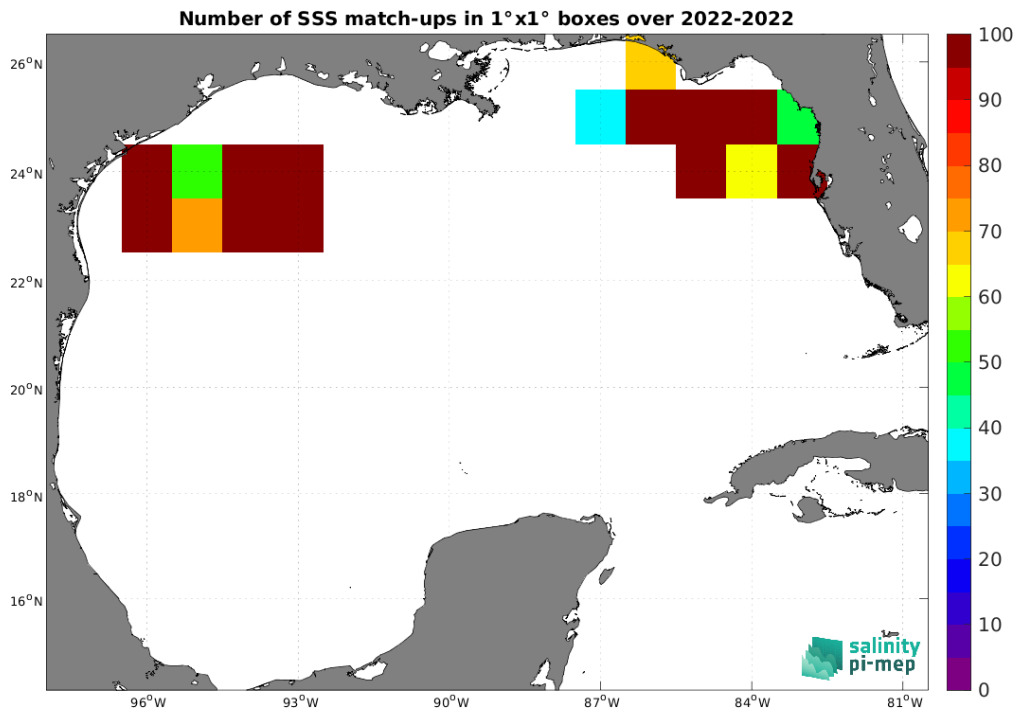 Number of SSS match-ups in 1°x1° boxes over 2022-2022
100
90
80
70
60
50
40
30
20
10
0
26°N
24°N
22°N
20°N
18°N
16°N
96°W
93°W
90°W
87°W
84°W
81°W
salinity
pi-mep